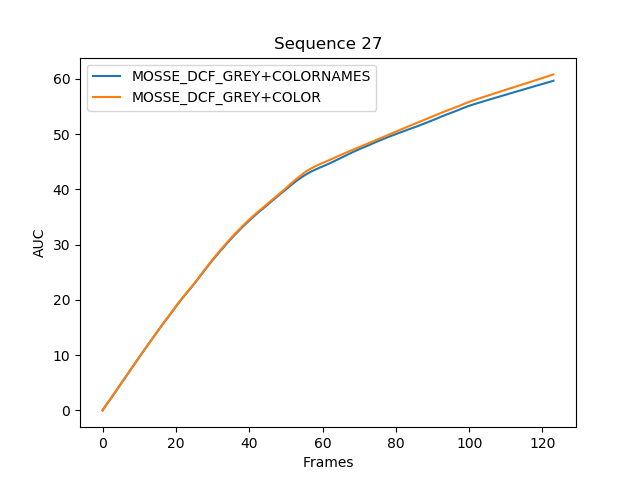 Sequence 27
MOSSE_DCF_GREY+COLORNAMES
MOSSE_DCF_GREY+COLOR
60
50
40
30
20
10
0
AUC
0 20 40 60 80 100 120
Frames